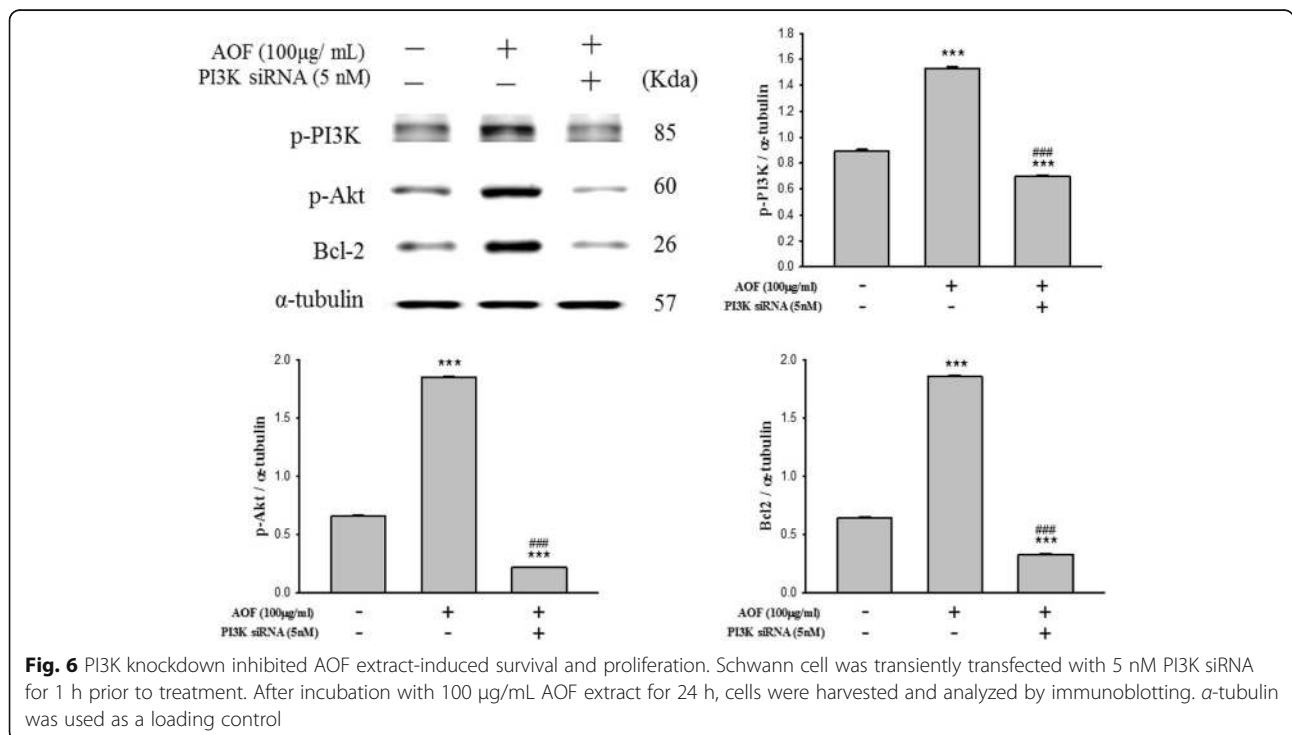 AOF (100μg/ mL) − + +
PI3K siRNA (5 nM) − − + (Kda)
p-PI3K 85
p-Akt 60
Bcl-2 26
α-tubulin 57
p-PI3K / α-tubulin
1.8
1.6
1.4
1.2
1.0
0.8
0.6
0.4
0.2
0.0
***
###
***
AOF (100μg/ml) - + +
PI3K siRNA (5nM) - - +
p-Akt / α-tubulin
2.0
1.5
1.0
0.5
0.0
***
###
***
AOF (100μg/ml) - + +
PI3K siRNA (5nM) - - +
Bcl2 / α-tubulin
2.0
1.5
1.0
0.5
0.0
***
###
***
AOF (100μg/ml) - + +
PI3K siRNA (5nM) - - +
Fig. 6 PI3K knockdown inhibited AOF extract-induced survival and proliferation. Schwann cell was transiently transfected with 5 nM PI3K siRNA
for 1 h prior to treatment. After incubation with 100 μg/mL AOF extract for 24 h, cells were harvested and analyzed by immunoblotting. α-tubulin
was used as a loading control